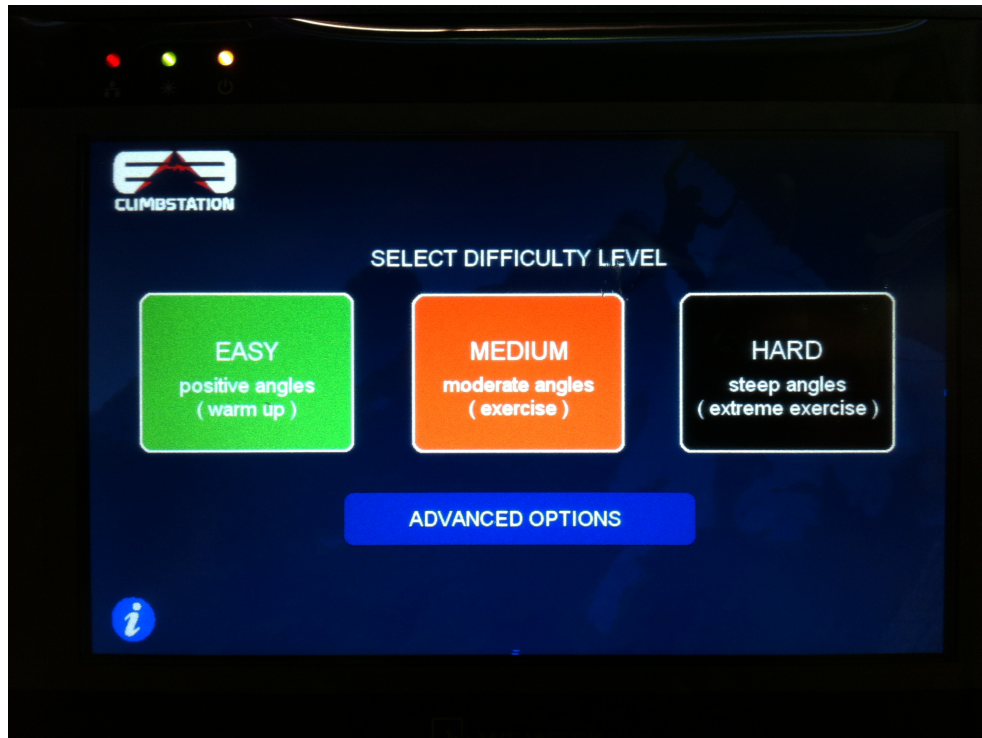 CLIMBSTATION
SELECT DIFFICULTY LEVEL
EASY
positive angles
( warm up )
MEDIUM
moderate angles
( exercise )
HARD
steep angles
( extreme exercise )
ADVANCED OPTIONS
i